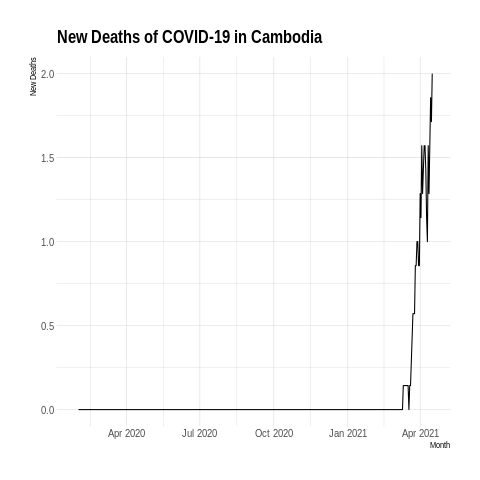 New Deaths of COVID-19 in Cambodia
New Deaths
2.0
1.5
1.0
0.5
0.0
Apr 2020 Jul 2020 Oct 2020 Jan 2021 Apr 2021
Month